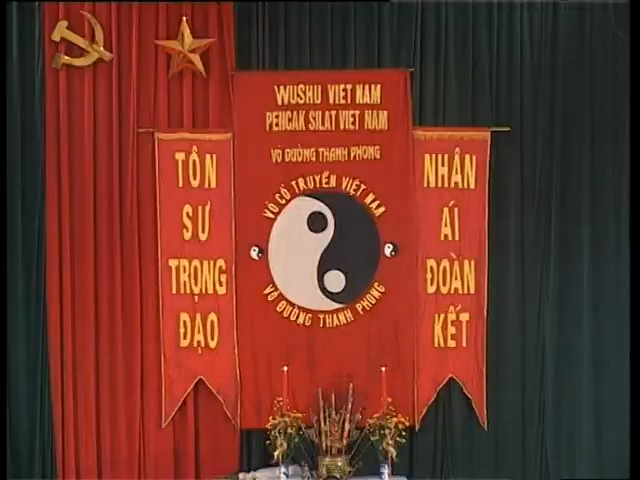 WUSHU VIỆT NAM
PENCAK SILAT VIỆT NAM
VÕ ĐƯỜNG THANH PHONG
VÕ CỔ TRUYỀN VIỆT NAM
VÕ ĐƯỜNG THANH PHONG
TÔN
SƯ
TRỌNG
ĐẠO
NHÂN
ÁI
ĐOÀN
KẾT